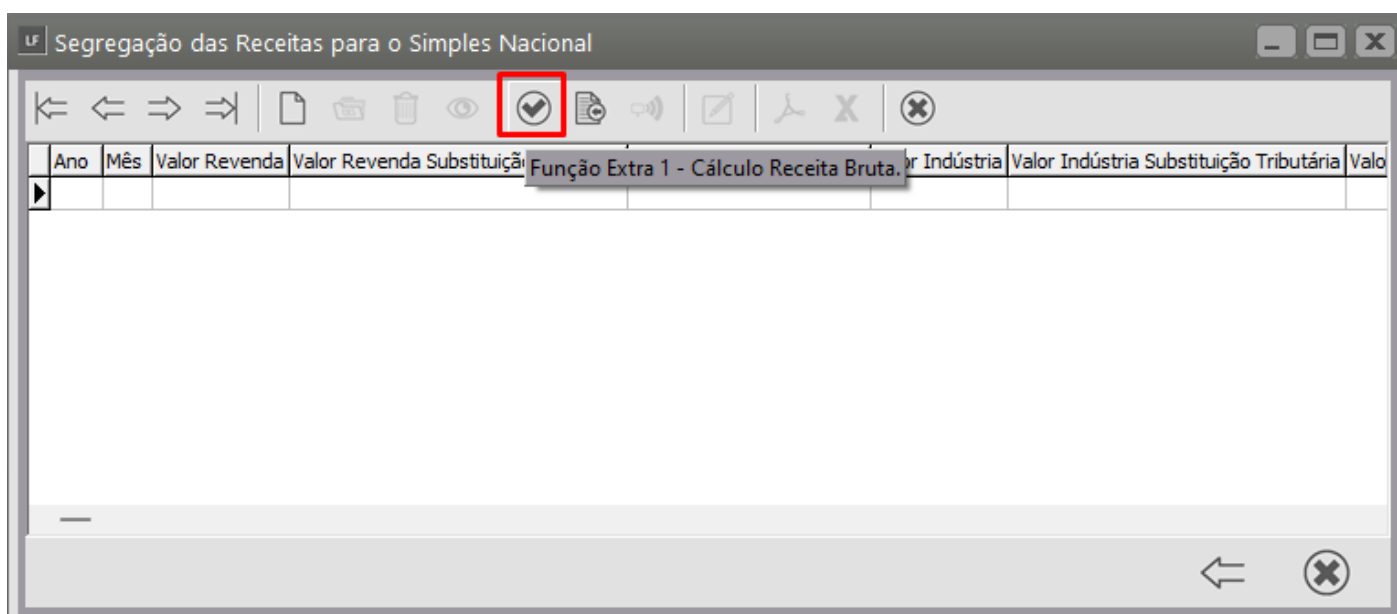 LF Segregação das Receitas para o Simples Nacional
X
Ano Mês Valor Revenda Valor Revenda Substituiçã r Indústria Valor Indústria Substituição Tributária Valo
Função Extra 1 - Cálculo Receita Bruta.